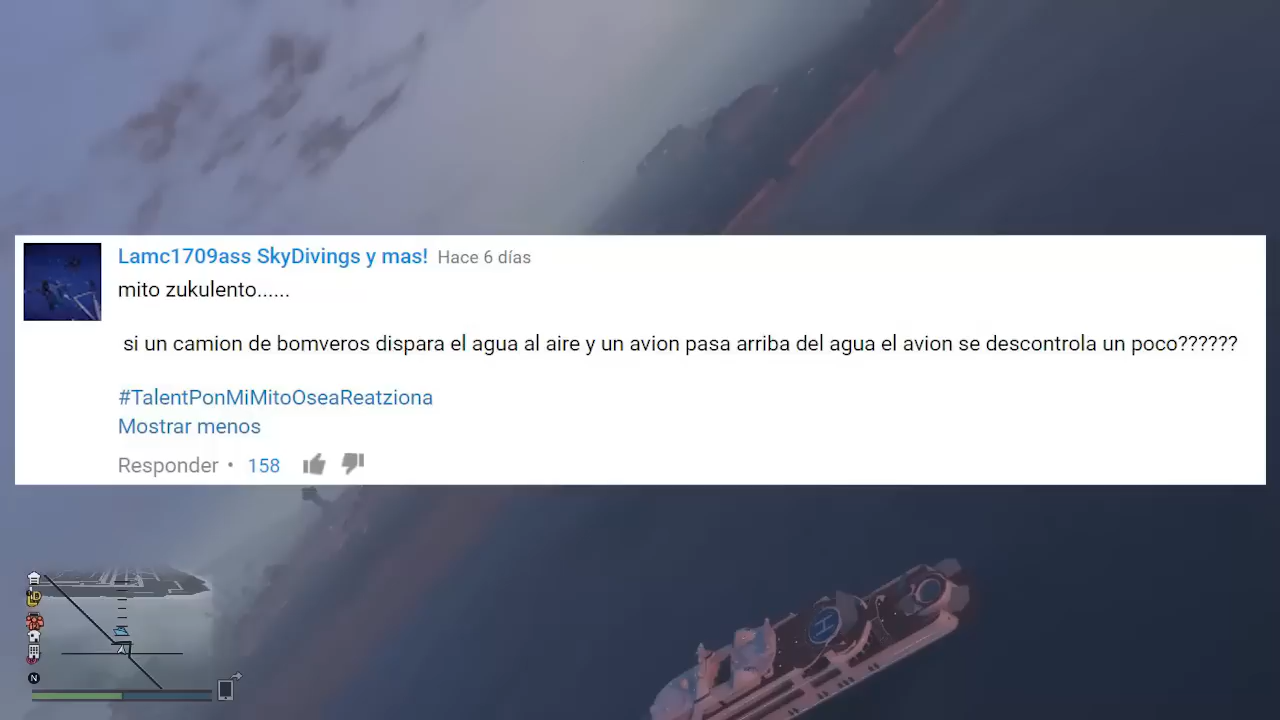 Lamc1709ass SkyDivings y mas! Hace 6 días
mito zukulento......
si un camion de bomveros dispara el agua al aire y un avion pasa arriba del agua el avion se descontrola un poco??????
#TalentPonMiMitoOseaReatziona
Mostrar menos
Responder • 158
H
N